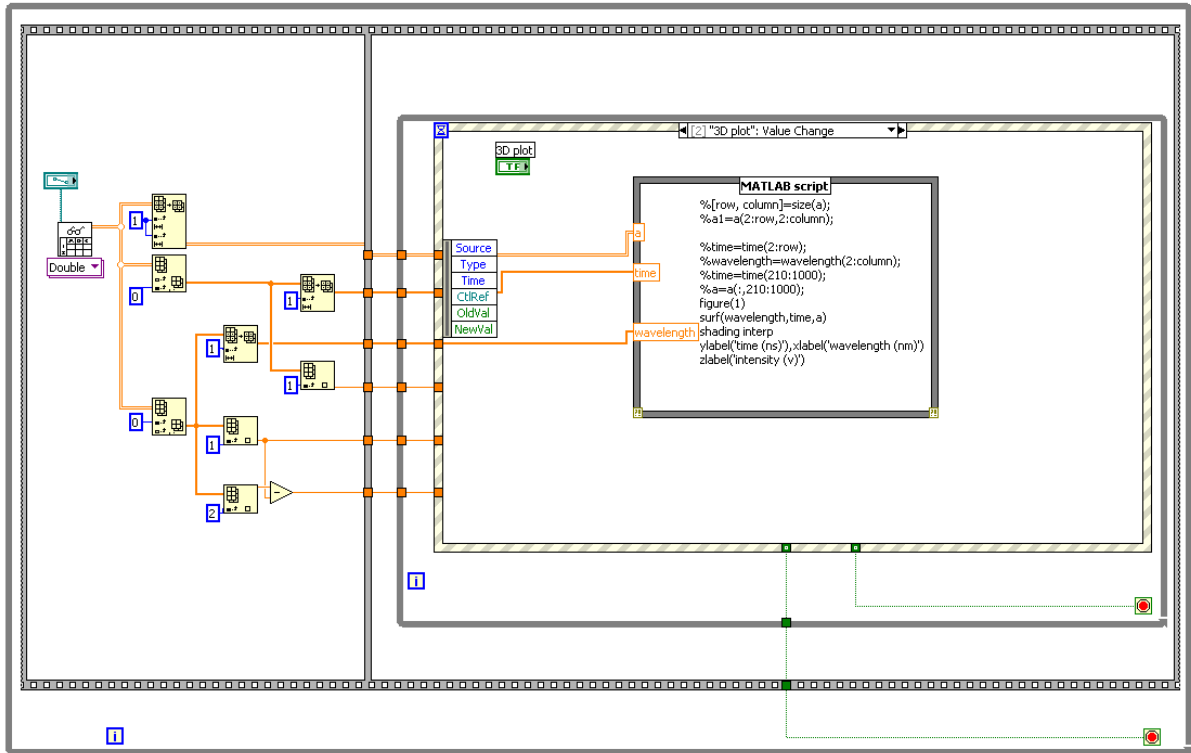 [2] "3D plot": Value Change
3D plot
TF
MATLAB script
%[row, column]=size(a);
%a1=a(2:row,2:column);
%time=time(2:row);
%wavelength=wavelength(2:column);
%time=time(210:1000);
%a=a(:,210:1000);
figure(1)
surf(wavelength,time,a)
shading interp
ylabel('time (ns)'),xlabel('wavelength (nm)')
zlabel('intensity (v)')
a
time
wavelength
Source
Type
Time
CtlRef
OldVal
NewVal
Double
1
0
1
1
1
0
1
2
i
i